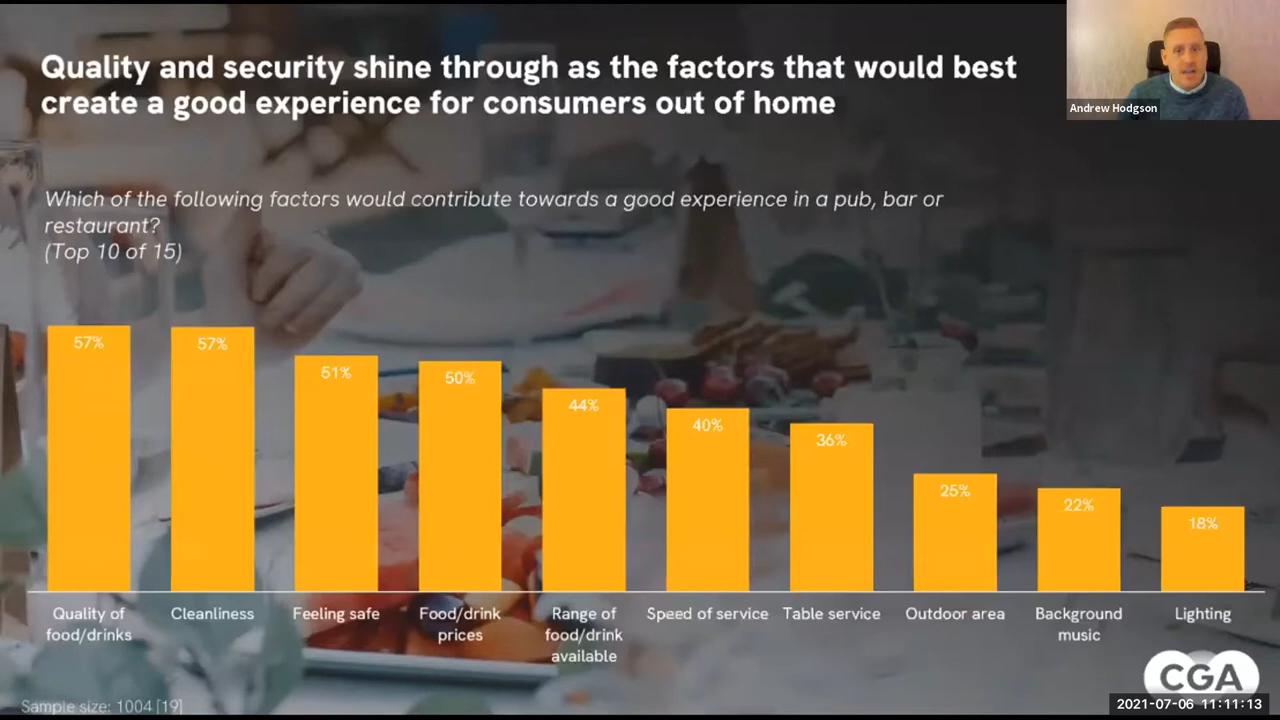 Quality and security shine through as the factors that would best
create a good experience for consumers out of home
Andrew Hodgson
Which of the following factors would contribute towards a good experience in a pub, bar or
restaurant?
(Top 10 of 15)
57%
57%
51%
50%
44%
40%
36%
25%
22%
18%
Quality of
food/drinks
Cleanliness
Feeling safe
Food/drink
prices
Range of
food/drink
available
Speed of service
Table service
Outdoor area
Background
music
Lighting
CGA
Sample size: 1004 [19]
2021-07-06 11:11:13